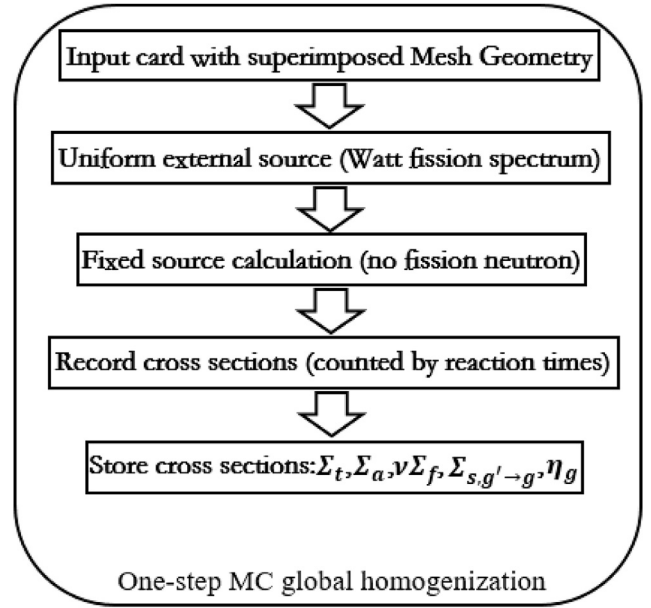 Input card with superimposed Mesh Geometry
Uniform external source (Watt fission spectrum)
Fixed source calculation (no fission neutron)
Record cross sections (counted by reaction times)
Store cross sections:Σt,Σa,νΣf,Σs,g′→g,ηg
One-step MC global homogenization